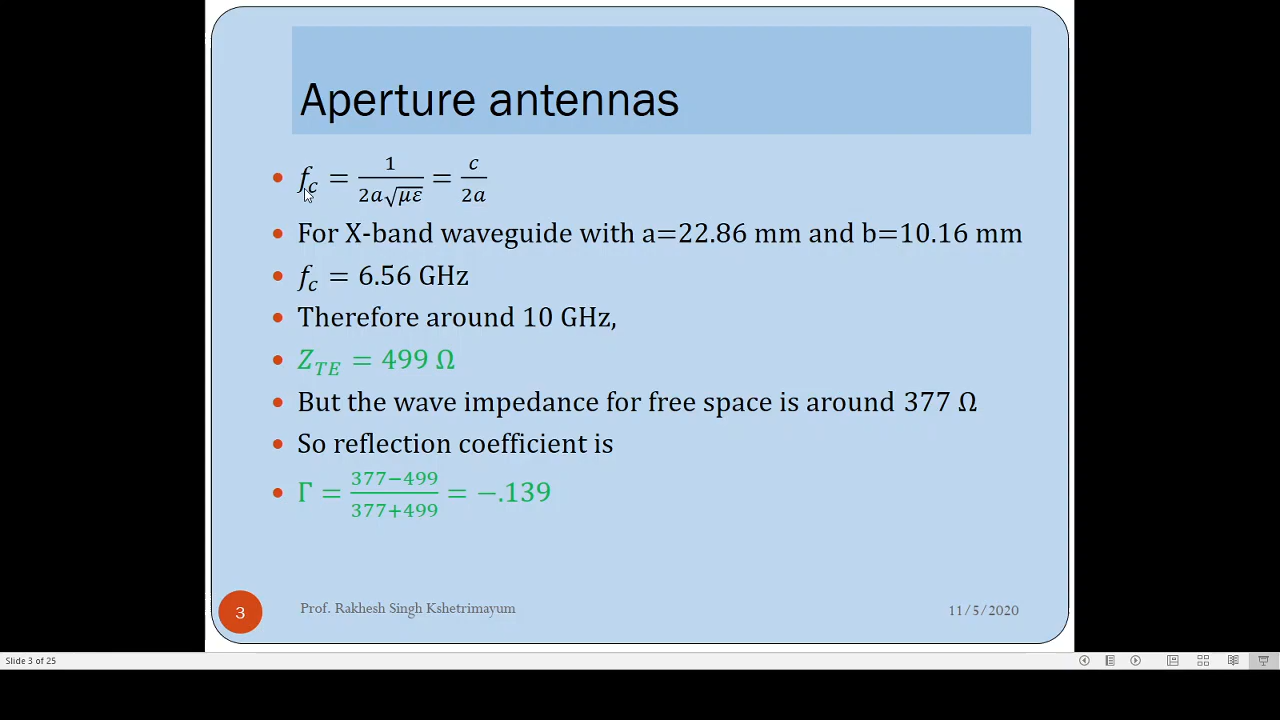 Aperture antennas
• f_c = 1/(2a√με) = c/2a
• For X-band waveguide with a=22.86 mm and b=10.16 mm
• f_c = 6.56 GHz
• Therefore around 10 GHz,
• Z_TE = 499 Ω
• But the wave impedance for free space is around 377 Ω
• So reflection coefficient is
• Γ = (377−499)/(377+499) = −.139
3
Prof. Rakhesh Singh Kshetrimayum
11/5/2020
Slide 3 of 25